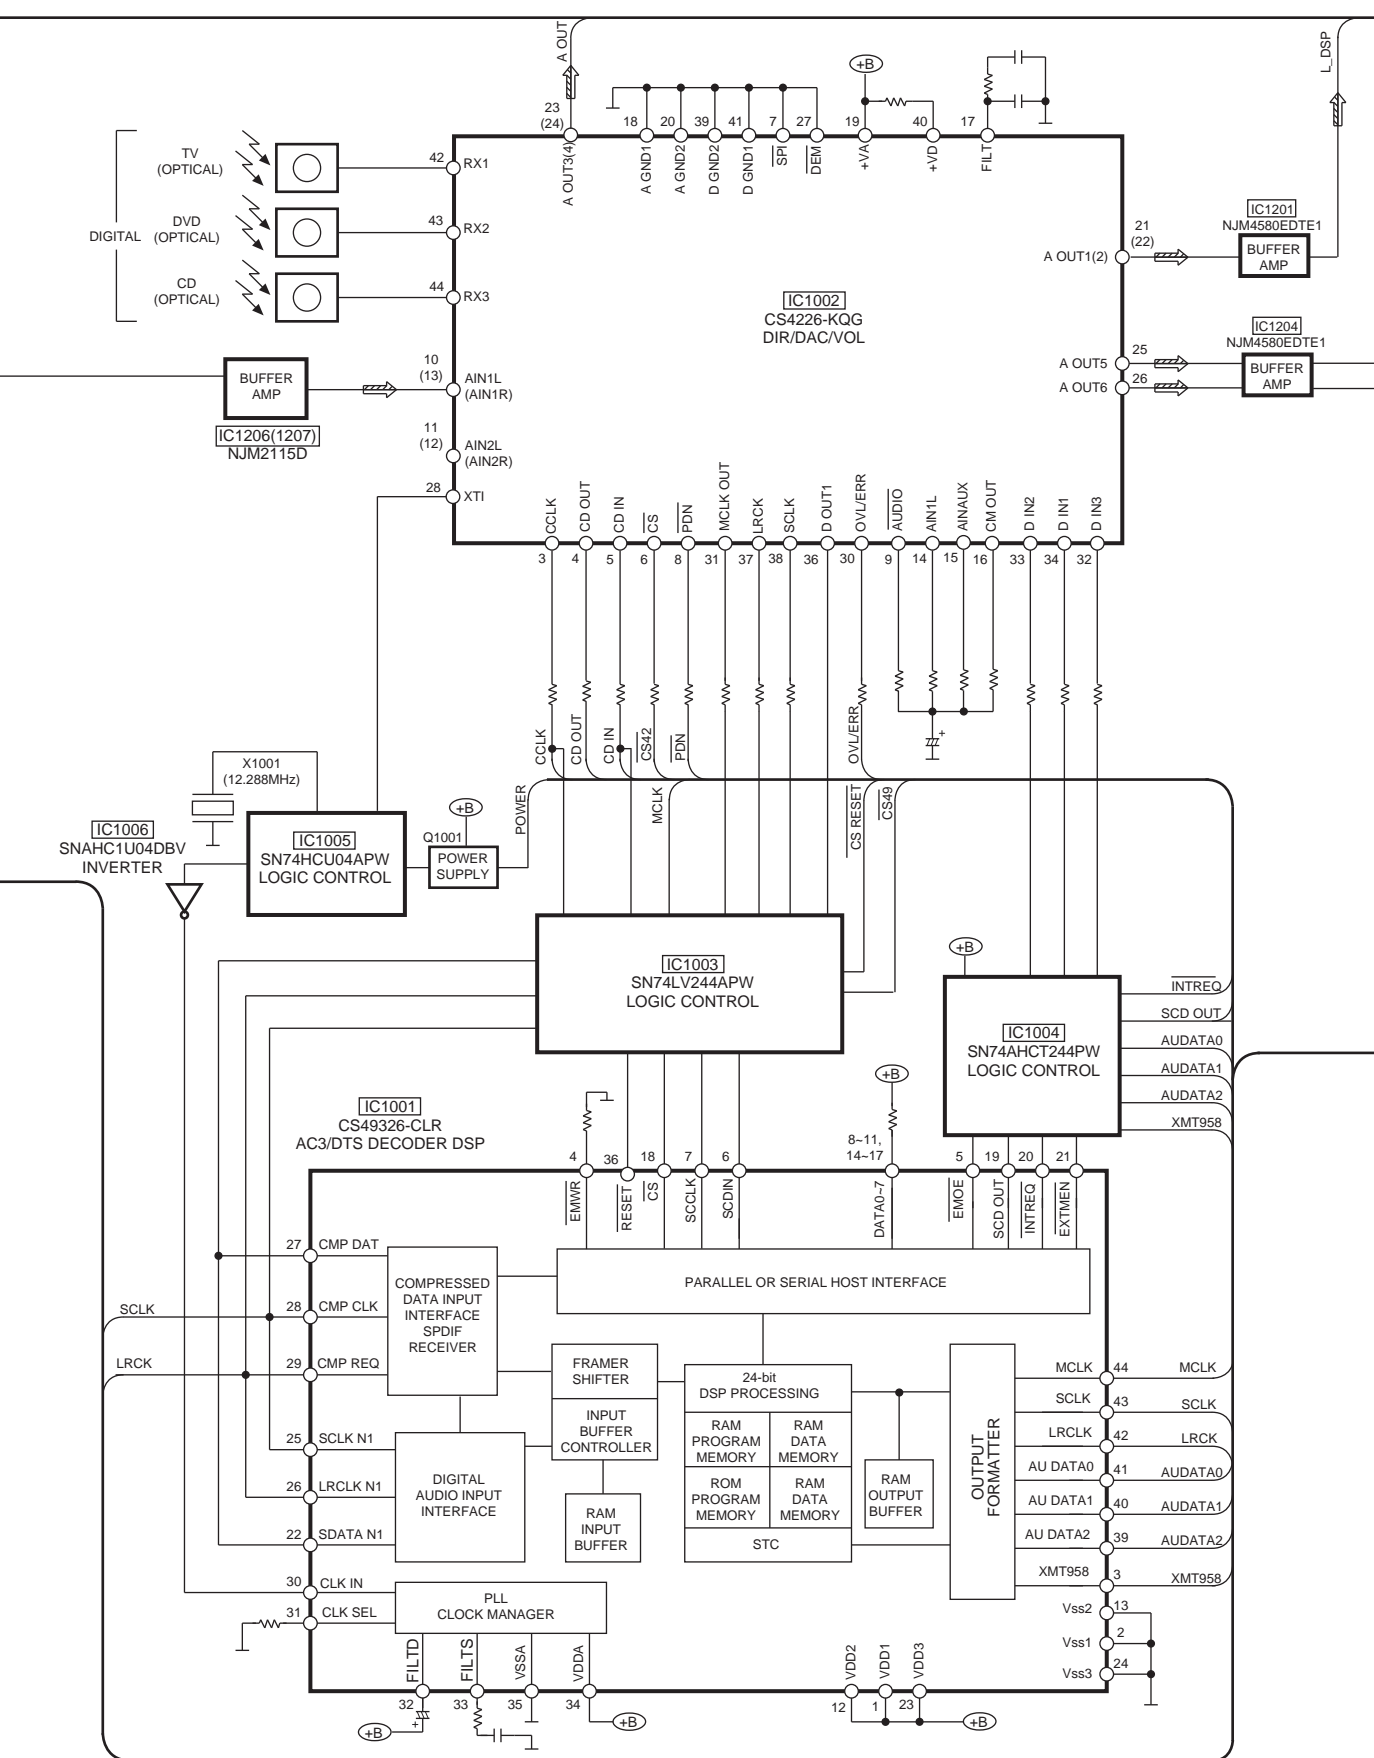 A OUT
L_DSP
+B
23
(24)
18
20
39
41
7
27
19
40
17
A OUT3(4)
A GND1
A GND2
D GND2
D GND1
SPI
DEM
+VA
+VD
FILT
DIGITAL
TV
(OPTICAL)
DVD
(OPTICAL)
CD
(OPTICAL)
42
RX1
43
RX2
44
RX3
IC1002
CS4226-KQG
DIR/DAC/VOL
A OUT1(2)
21
(22)
IC1201
NJM4580EDTE1
BUFFER
AMP
A OUT5
25
A OUT6
26
IC1204
NJM4580EDTE1
BUFFER
AMP
BUFFER
AMP
IC1206(1207)
NJM2115D
10
(13)
AIN1L
(AIN1R)
11
(12)
AIN2L
(AIN2R)
28
XTI
CCLK
CD OUT
CD IN
CS
PDN
MCLK OUT
LRCK
SCLK
D OUT1
OVL/ERR
AUDIO
AIN1L
AINAUX
CM OUT
D IN2
D IN1
D IN3
3
4
5
6
8
31
37
38
36
30
9
14
15
16
33
34
32
CCLK
CD OUT
CD IN
CS42
PDN
OVL/ERR
+
POWER
MCLK
CS RESET
CS49
X1001
(12.288MHz)
IC1006
SNAHC1U04DBV
INVERTER
IC1005
SN74HCU04APW
LOGIC CONTROL
+B
Q1001
POWER
SUPPLY
IC1003
SN74LV244APW
LOGIC CONTROL
+B
IC1004
SN74AHCT244PW
LOGIC CONTROL
INTREQ
SCD OUT
AUDATA0
AUDATA1
AUDATA2
XMT958
IC1001
CS49326-CLR
AC3/DTS DECODER DSP
+B
4
36
18
7
6
8~11,
14~17
5
19
20
21
EMWR
RESET
CS
SCCLK
SCDIN
DATA0~7
EMOE
SCD OUT
INTREQ
EXTMEN
27
CMP DAT
28
CMP CLK
29
CMP REQ
25
SCLK N1
26
LRCLK N1
22
SDATA N1
30
CLK IN
31
CLK SEL
SCLK
LRCK
COMPRESSED
DATA INPUT
INTERFACE
SPDIF
RECEIVER
PARALLEL OR SERIAL HOST INTERFACE
FRAMER
SHIFTER
INPUT
BUFFER
CONTROLLER
DIGITAL
AUDIO INPUT
INTERFACE
RAM
INPUT
BUFFER
24-bit
DSP PROCESSING
RAM
PROGRAM
MEMORY
RAM
DATA
MEMORY
ROM
PROGRAM
MEMORY
RAM
DATA
MEMORY
STC
RAM
OUTPUT
BUFFER
OUTPUT
FORMATTER
MCLK
44
MCLK
SCLK
43
SCLK
LRCLK
42
LRCK
AU DATA0
41
AUDATA0
AU DATA1
40
AUDATA1
AU DATA2
39
AUDATA2
XMT958
3
XMT958
Vss2
13
Vss1
2
Vss3
24
PLL
CLOCK MANAGER
FILTD
FILTS
VSSA
VDDA
VDD2
VDD1
VDD3
32
33
35
34
12
1
23
+
+B
+B
+B